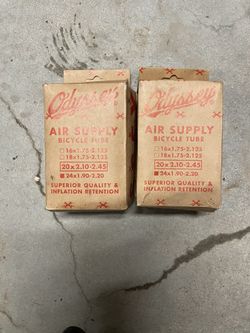 Odyssey
AIR SUPPLY
BICYCLE TUBE
16x1.75-2.125
18x1.75-2.125
20x2.10-2.45
24x1.90-2.20
SUPERIOR QUALITY &
INFLATION RETENTION
Odyssey
AIR SUPPLY
BICYCLE TUBE
16x1.75-2.125
18x1.75-2.125
20x2.10-2.45
24x1.90-2.20
SUPERIOR QUALITY &
INFLATION RETENTION